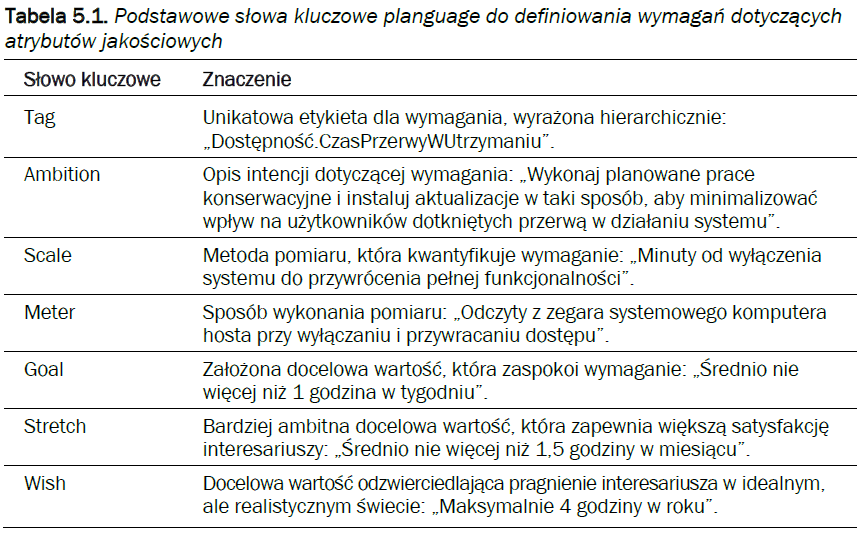 Tabela 5.1. Podstawowe słowa kluczowe planguage do definiowania wymagań dotyczących
atrybutów jakościowych
Słowo kluczowe Znaczenie
Tag Unikatowa etykieta dla wymagania, wyrażona hierarchicznie:
„Dostępność.CzasPrzerwyWUtrzymaniu”.
Ambition Opis intencji dotyczącej wymagania: „Wykonaj planowane prace
konserwacyjne i instaluj aktualizacje w taki sposób, aby minimalizować
wpływ na użytkowników dotkniętych przerwą w działaniu systemu”.
Scale Metoda pomiaru, która kwantyfikuje wymaganie: „Minuty od wyłączenia
systemu do przywrócenia pełnej funkcjonalności”.
Meter Sposób wykonania pomiaru: „Odczyty z zegara systemowego komputera
hosta przy wyłączaniu i przywracaniu dostępu”.
Goal Założona docelowa wartość, która zaspokoi wymaganie: „Średnio nie
więcej niż 1 godzina w tygodniu”.
Stretch Bardziej ambitna docelowa wartość, która zapewnia większą satysfakcję
interesariuszy: „Średnio nie więcej niż 1,5 godziny w miesiącu”.
Wish Docelowa wartość odzwierciedlająca pragnienie interesariusza w idealnym,
ale realistycznym świecie: „Maksymalnie 4 godziny w roku”.